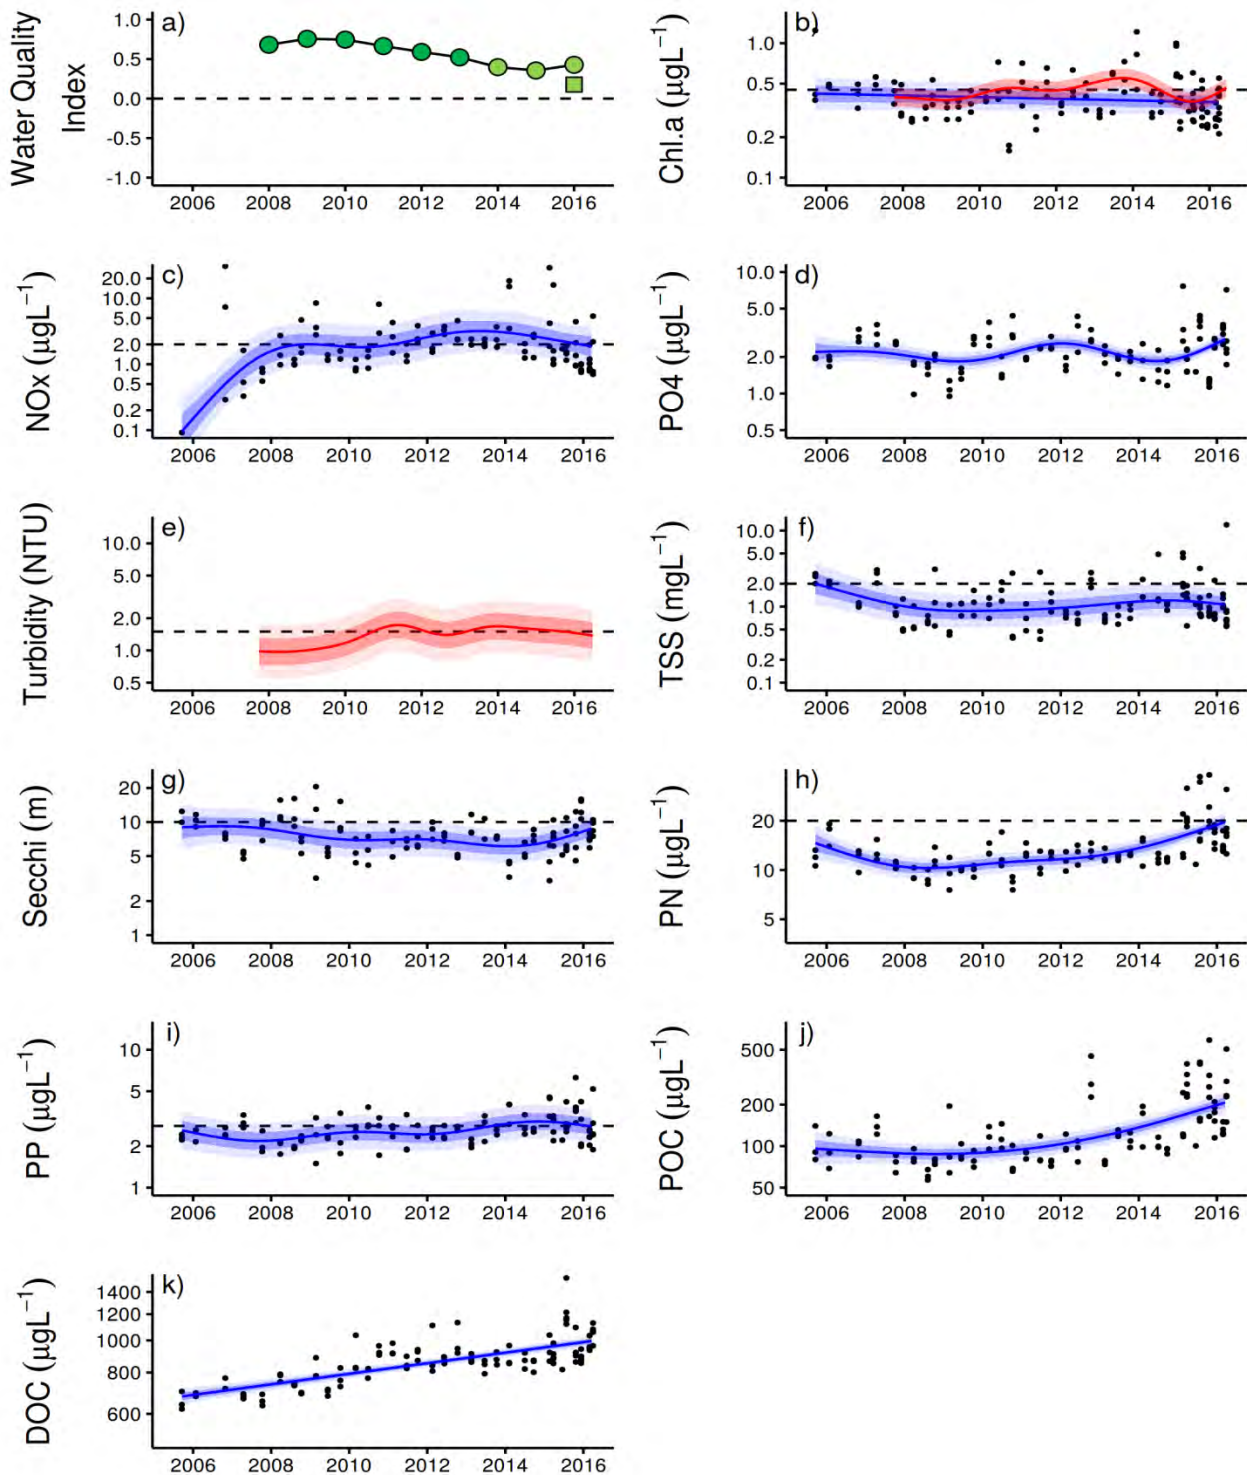 Water Quality
Index
a)
1.0
0.5
0.0
-0.5
-1.0
2006 2008 2010 2012 2014 2016
Chl.a (µgL⁻¹)
b)
1.0
0.5
0.2
0.1
2006 2008 2010 2012 2014 2016
NOx (µgL⁻¹)
c)
20.0
10.0
5.0
2.0
1.0
0.5
0.2
0.1
2006 2008 2010 2012 2014 2016
PO4 (µgL⁻¹)
d)
10.0
5.0
2.0
1.0
0.5
2006 2008 2010 2012 2014 2016
Turbidity (NTU)
e)
10.0
5.0
2.0
1.0
0.5
2006 2008 2010 2012 2014 2016
TSS (mgL⁻¹)
f)
10.0
5.0
2.0
1.0
0.5
0.2
0.1
2006 2008 2010 2012 2014 2016
Secchi (m)
g)
20
10
5
2
1
2006 2008 2010 2012 2014 2016
PN (µgL⁻¹)
h)
20
10
5
2006 2008 2010 2012 2014 2016
PP (µgL⁻¹)
i)
10
5
2
1
2006 2008 2010 2012 2014 2016
POC (µgL⁻¹)
j)
500
200
100
50
2006 2008 2010 2012 2014 2016
DOC (µgL⁻¹)
k)
1400
1200
1000
800
600
2006 2008 2010 2012 2014 2016